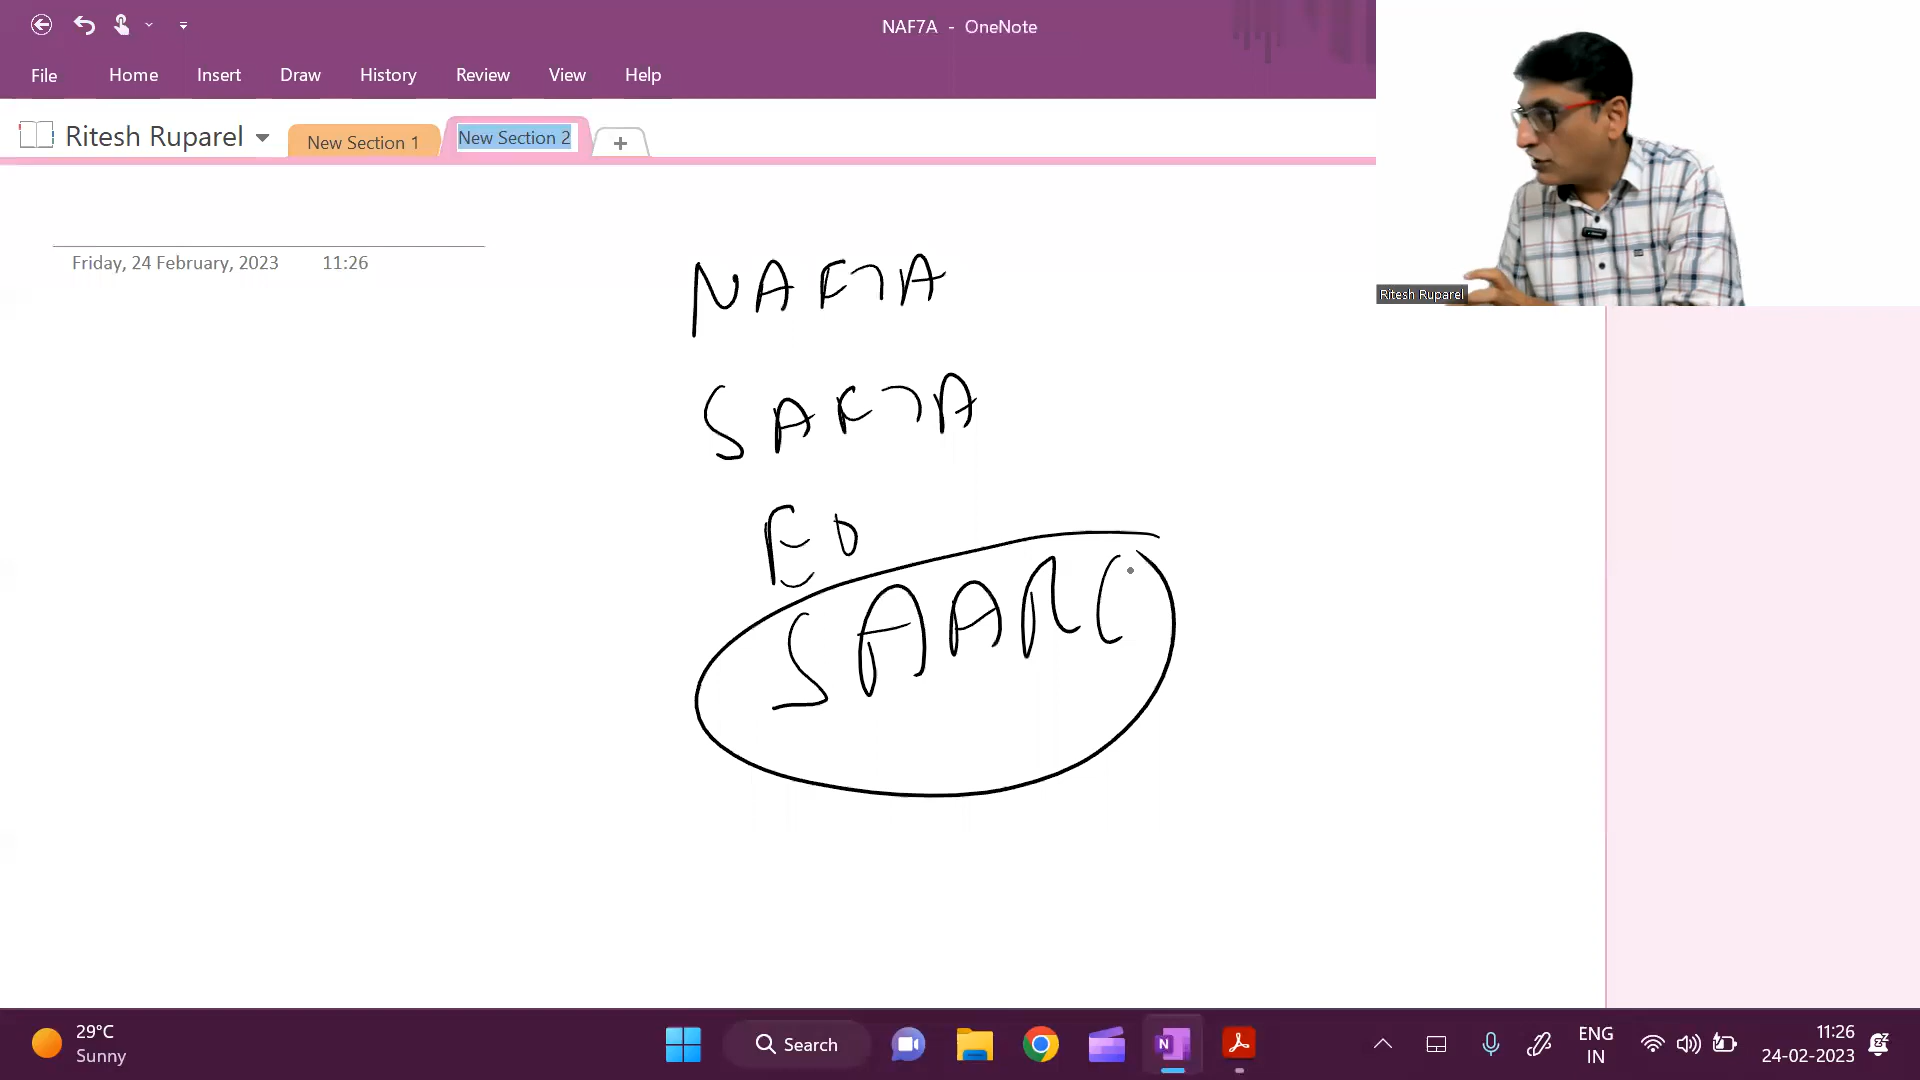 NAF7A - OneNote
File Home Insert Draw History Review View Help
Ritesh Ruparel New Section 1 New Section 2 +
Friday, 24 February, 2023 11:26
NAFTA
SAFTA
EU
SAARC
Ritesh Ruparel
29°C
Sunny
Search
ENG
IN
11:26
24-02-2023